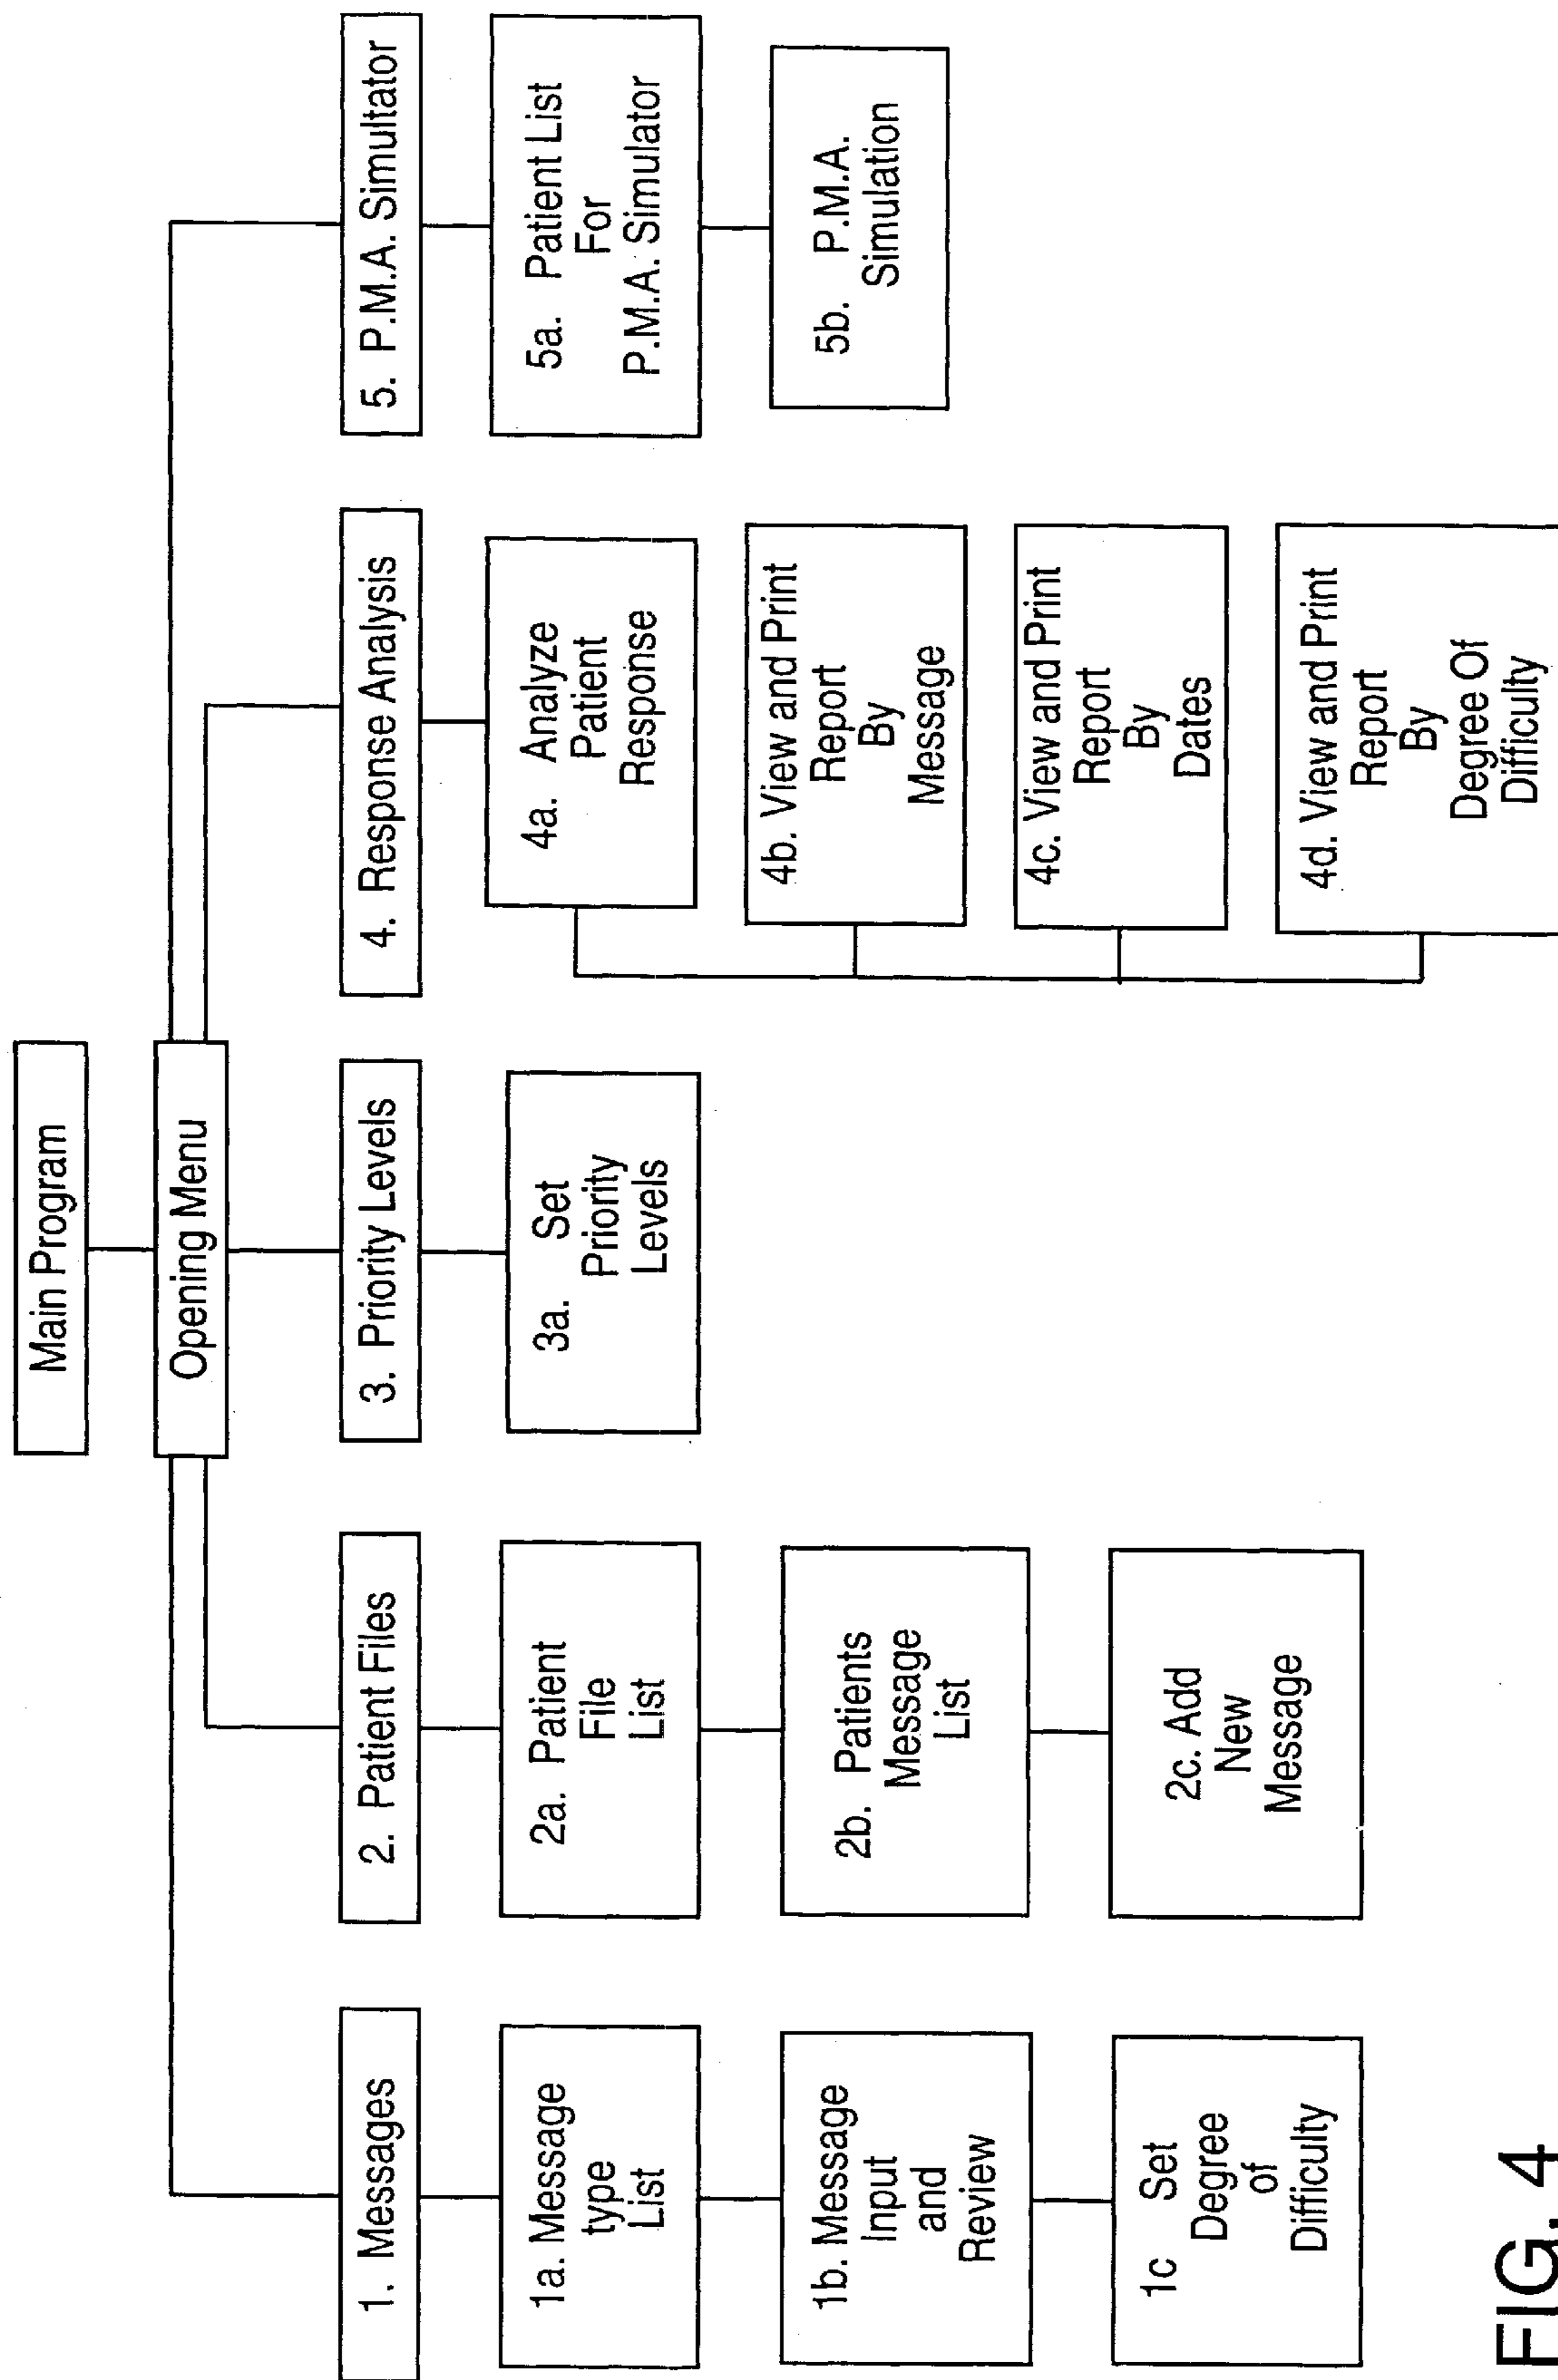 Main Program
Opening Menu
1. Messages
1a. Message
type
List
1b. Message
Input
and
Review
1c Set
Degree
of
Difficulty
2. Patient Files
2a. Patient
File
List
2b. Patients
Message
List
2c. Add
New
Message
3. Priority Levels
3a. Set
Priority
Levels
4. Response Analysis
4a. Analyze
Patient
Response
4b. View and Print
Report
By
Message
4c. View and Print
Report
By
Dates
4d. View and Print
Report
By
Degree Of
Difficulty
5. P.M.A. Simultator
5a. Patient List
For
P.M.A. Simulator
5b. P.M.A.
Simulation
FIG. 4